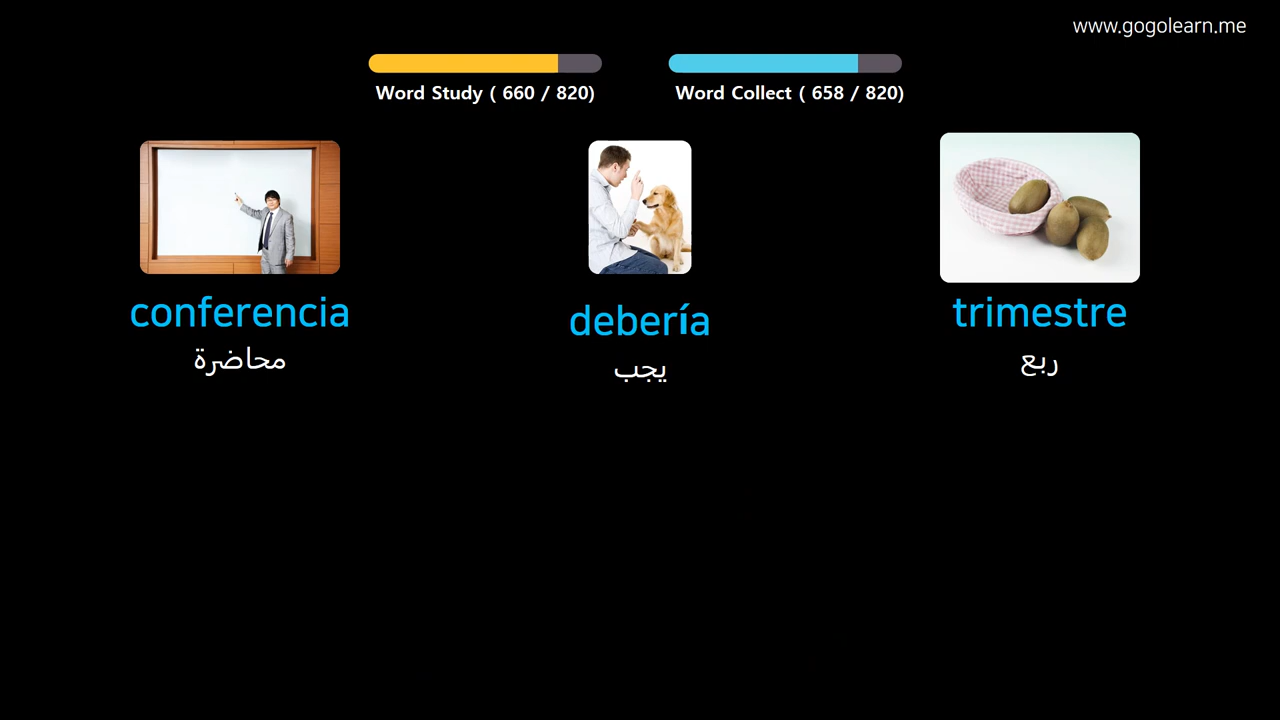 www.gogolearn.me
Word Study ( 660 / 820)
Word Collect ( 658 / 820)
conferencia
محاضرة
debería
يجب
trimestre
ربع